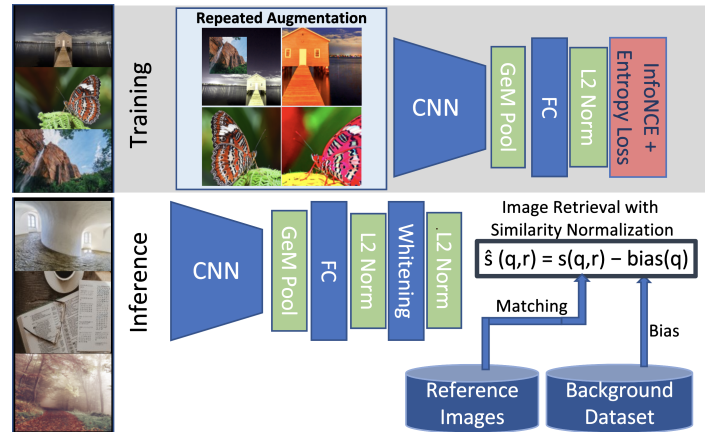 Training
Repeated Augmentation
CNN
GeM Pool
FC
L2 Norm
InfoNCE +
Entropy Loss
Inference
CNN
GeM Pool
FC
L2 Norm
Whitening
L2 Norm
Image Retrieval with
Similarity Normalization
ŝ (q,r) = s(q,r) – bias(q)
Matching
Bias
Reference
Images
Background
Dataset